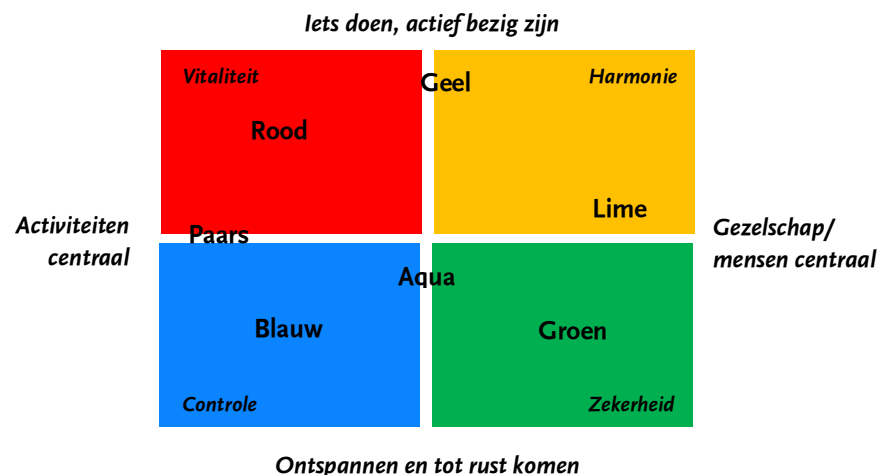 Iets doen, actief bezig zijn
Vitaliteit
Geel
Harmonie
Rood
Lime
Activiteiten
centraal
Paars
Gezelschap/
mensen centraal
Aqua
Blauw
Groen
Controle
Zekerheid
Ontspannen en tot rust komen